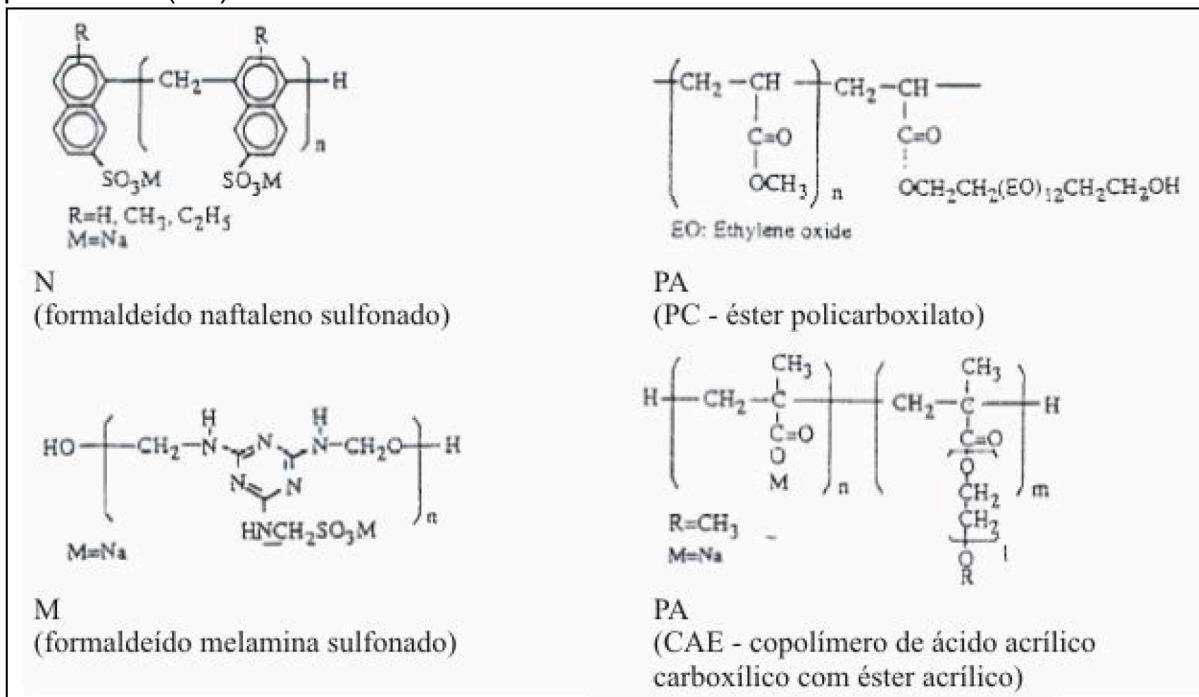 R
R
CH₂
H
n
SO₃M
SO₃M
R=H, CH₃, C₂H₅
M=Na
N
(formaldeído naftaleno sulfonado)
CH₂—CH
CH₂—CH
C=O
C=O
OCH₃
n
OCH₂CH₂(EO)₁₂CH₂CH₂OH
EO: Ethylene oxide
PA
(PC - éster policarboxilato)
H
H
HO
CH₂—N
N
N—CH₂O
H
N
N
HNCH₂SO₃M
n
M=Na
M
(formaldeído melamina sulfonado)
CH₃
CH₃
H
CH₂—C
CH₂—C
H
C=O
C=O
O
O
M
n
CH₂
m
CH₂
R=CH₃
O
l
M=Na
R
PA
(CAE - copolímero de ácido acrílico
carboxílico com éster acrílico)